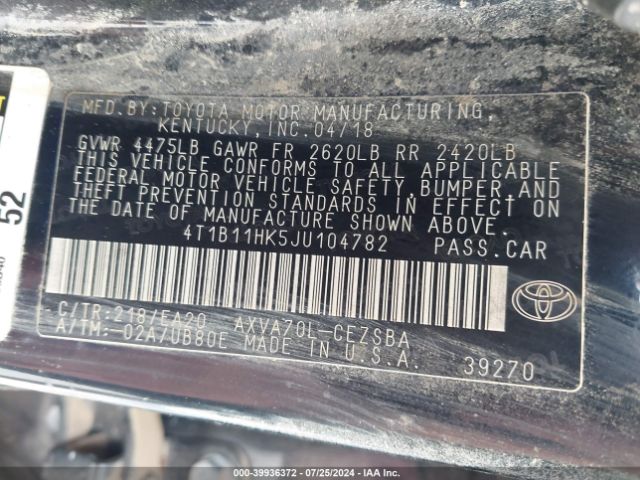 MFD. BY: TOYOTA MOTOR MANUFACTURING,
KENTUCKY, INC. 04/18
GVWR 4475LB GAWR FR 2620LB RR 2420LB
THIS VEHICLE CONFORMS TO ALL APPLICABLE
FEDERAL MOTOR VEHICLE SAFETY, BUMPER AND
THEFT PREVENTION STANDARDS IN EFFECT ON
THE DATE OF MANUFACTURE SHOWN ABOVE.
4T1B11HK5JU104782 PASS.CAR
C/TR: 218/FA20 AXVA70L-CEZSBA
A/TM: -02A/UB80E MADE IN U.S.A.
39270
52
000-39936372 07/25/2024 IAA Inc.